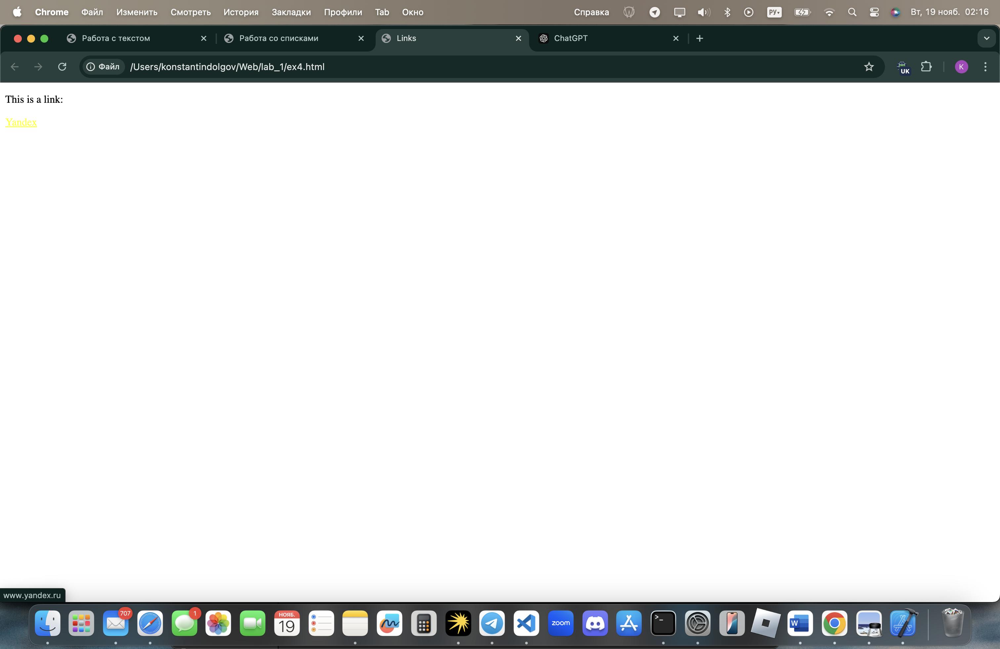 Chrome Файл Изменить Смотреть История Закладки Профили Tab Окно Справка РУ Вт, 19 нояб. 02:16
Работа с текстом Работа со списками Links ChatGPT
Файл /Users/konstantindolgov/Web/lab_1/ex4.html UK K
This is a link:
Yandex
www.yandex.ru
707 1 НОЯБ. 19 zoom >_ W